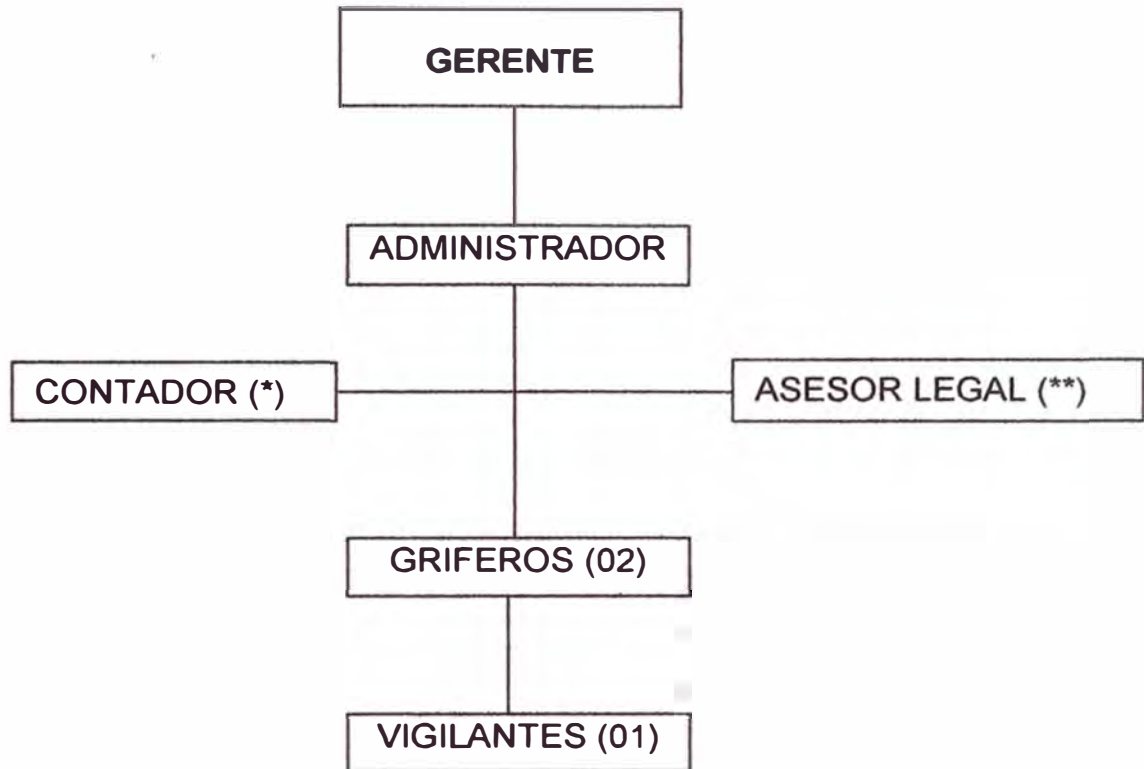 GERENTE
ADMINISTRADOR
CONTADOR (*)
ASESOR LEGAL (**)
GRIFEROS (02)
VIGILANTES (01)